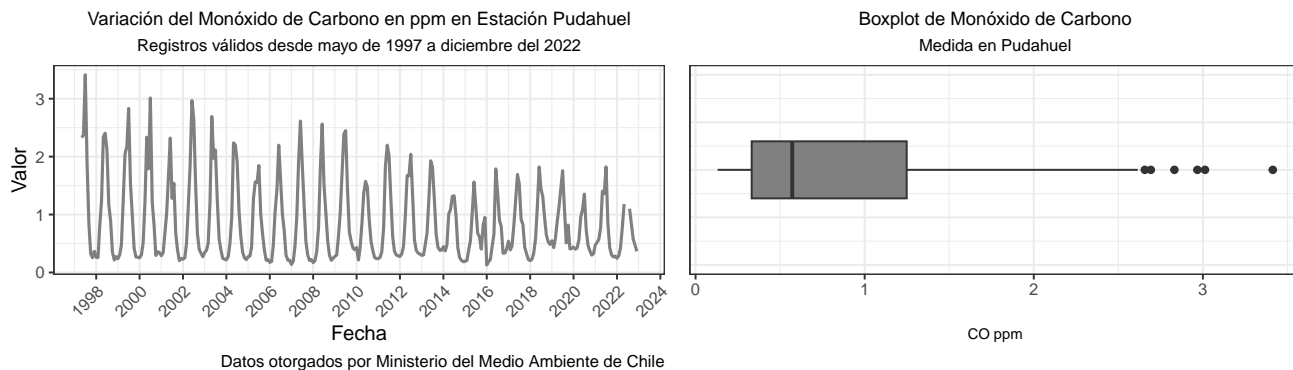 Variación del Monóxido de Carbono en ppm en Estación Pudahuel
Registros válidos desde mayo de 1997 a diciembre del 2022
Valor
3
2
1
0
1998
2000
2002
2004
2006
2008
2010
2012
2014
2016
2018
2020
2022
2024
Fecha
Datos otorgados por Ministerio del Medio Ambiente de Chile
Boxplot de Monóxido de Carbono
Medida en Pudahuel
0
1
2
3
CO ppm